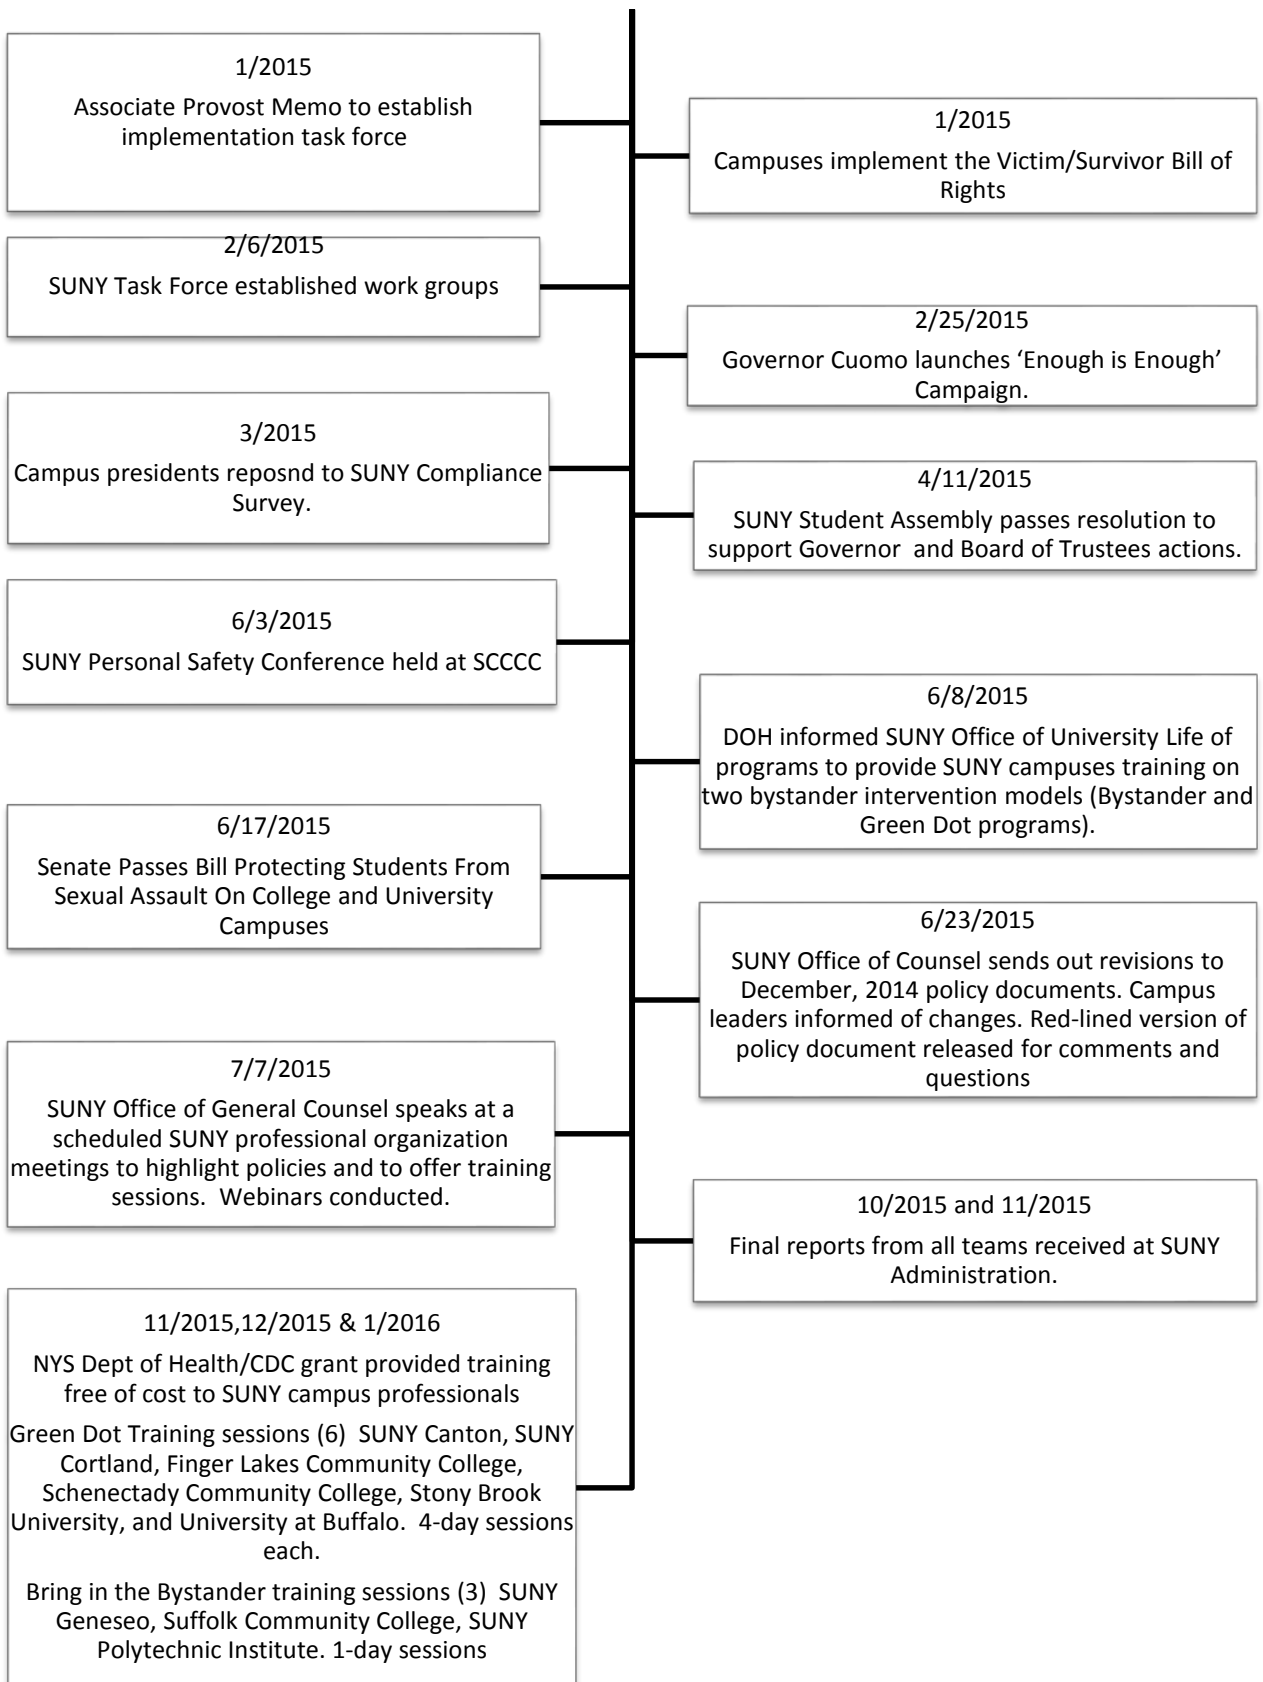 1/2015
Associate Provost Memo to establish
implementation task force
1/2015
Campuses implement the Victim/Survivor Bill of
Rights
2/6/2015
SUNY Task Force established work groups
2/25/2015
Governor Cuomo launches ‘Enough is Enough’
Campaign.
3/2015
Campus presidents reposnd to SUNY Compliance
Survey.
4/11/2015
SUNY Student Assembly passes resolution to
support Governor  and Board of Trustees actions.
6/3/2015
SUNY Personal Safety Conference held at SCCCC
6/8/2015
DOH informed SUNY Office of University Life of
programs to provide SUNY campuses training on
two bystander intervention models (Bystander and
Green Dot programs).
6/17/2015
Senate Passes Bill Protecting Students From
Sexual Assault On College and University
Campuses
6/23/2015
SUNY Office of Counsel sends out revisions to
December, 2014 policy documents. Campus
leaders informed of changes. Red-lined version of
policy document released for comments and
questions
7/7/2015
SUNY Office of General Counsel speaks at a
scheduled SUNY professional organization
meetings to highlight policies and to offer training
sessions.  Webinars conducted.
10/2015 and 11/2015
Final reports from all teams received at SUNY
Administration.
11/2015,12/2015 & 1/2016
NYS Dept of Health/CDC grant provided training
free of cost to SUNY campus professionals
Green Dot Training sessions (6)  SUNY Canton, SUNY
Cortland, Finger Lakes Community College,
Schenectady Community College, Stony Brook
University, and University at Buffalo.  4-day sessions
each.
Bring in the Bystander training sessions (3)  SUNY
Geneseo, Suffolk Community College, SUNY
Polytechnic Institute. 1-day sessions